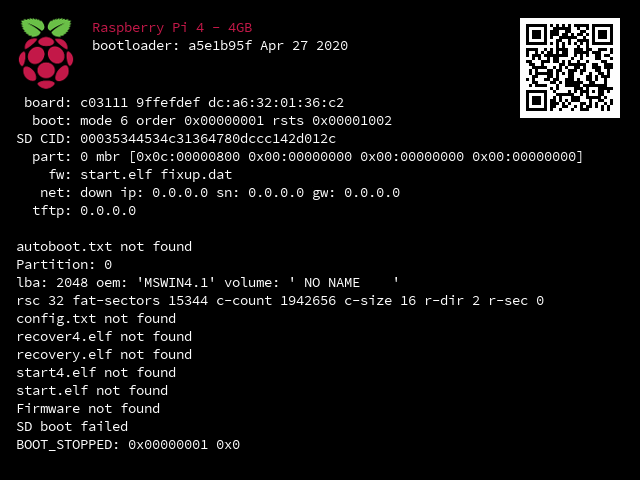 Raspberry Pi 4 - 4GB
bootloader: a5e1b95f Apr 27 2020
board: c03111 9ffefdef dc:a6:32:01:36:c2
boot: mode 6 order 0x00000001 rsts 0x00001002
SD CID: 00035344534c31364780dccc142d012c
part: 0 mbr [0x0c:00000800 0x00:00000000 0x00:00000000 0x00:00000000]
fw: start.elf fixup.dat
net: down ip: 0.0.0.0 sn: 0.0.0.0 gw: 0.0.0.0
tftp: 0.0.0.0
autoboot.txt not found
Partition: 0
lba: 2048 oem: 'MSWIN4.1' volume: ' NO NAME    '
rsc 32 fat-sectors 15344 c-count 1942656 c-size 16 r-dir 2 r-sec 0
config.txt not found
recover4.elf not found
recovery.elf not found
start4.elf not found
start.elf not found
Firmware not found
SD boot failed
BOOT_STOPPED: 0x00000001 0x0